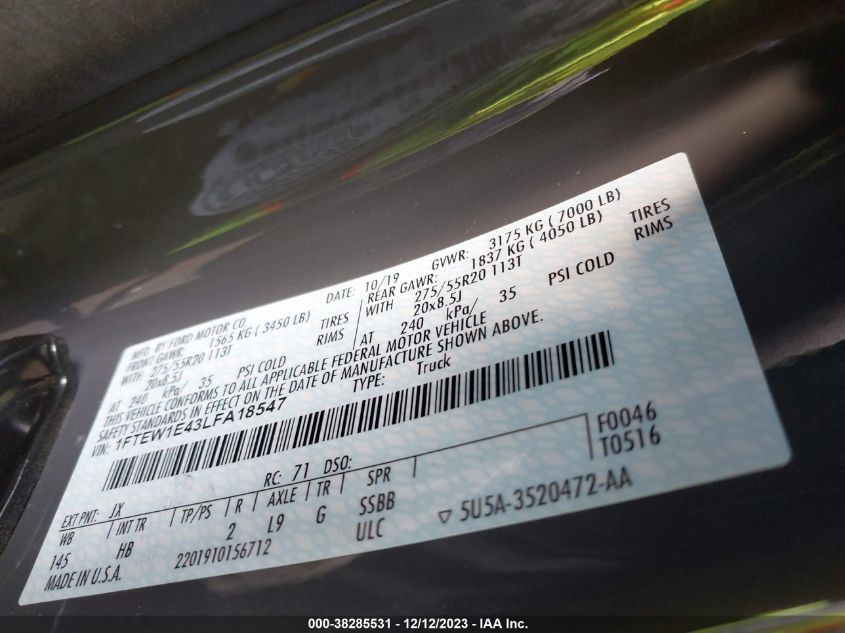 MFD. BY FORD MOTOR CO.
DATE: 10/19 GVWR: 3175 KG ( 7000 LB)
FRONT GAWR: 1565 KG ( 3450 LB)
REAR GAWR: 1837 KG ( 4050 LB)
WITH 275/55R20 113T TIRES
WITH 275/55R20 113T TIRES
20x8.5J RIMS
20x8.5J RIMS
AT 240 kPa/ 35 PSI COLD
AT 240 kPa/ 35 PSI COLD
THIS VEHICLE CONFORMS TO ALL APPLICABLE FEDERAL MOTOR VEHICLE
SAFETY STANDARDS IN EFFECT ON THE DATE OF MANUFACTURE SHOWN ABOVE.
VIN: 1FTEW1E43LFA18547 TYPE: Truck
F0046
T0516
EXT PNT: JX RC: 71 DSO:
WB INT TR TP/PS R AXLE TR SPR
145 HB 2 L9 G SSBB
ULC
MADE IN U.S.A. 2201910156712
▽ 5U5A-3520472-AA
000-38285531 - 12/12/2023 - IAA Inc.